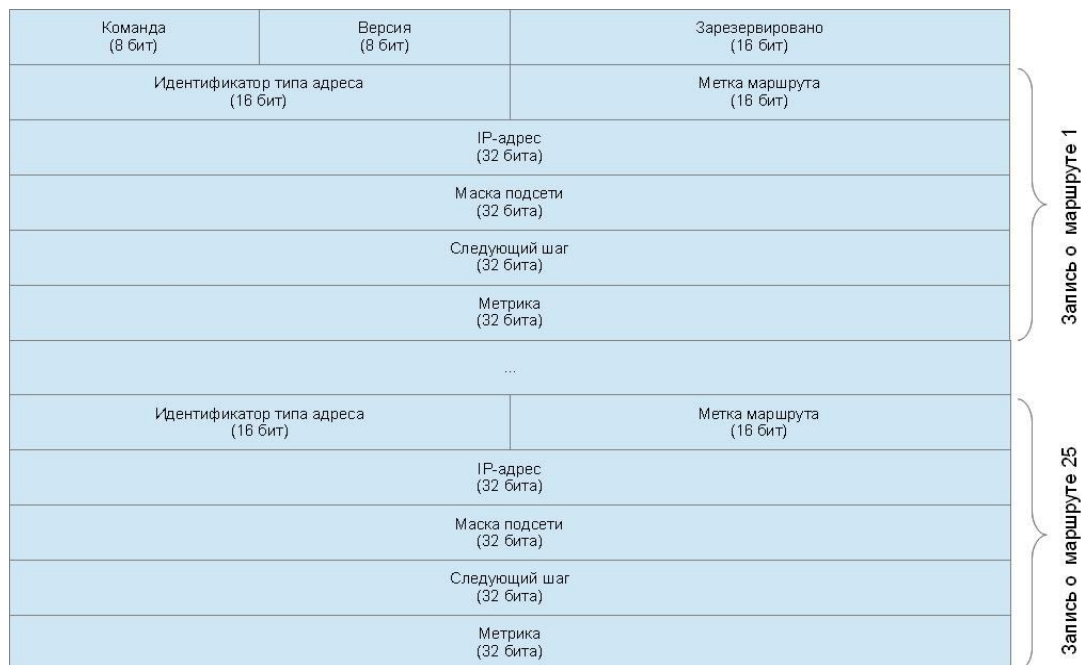 Команда
(8 бит)
Версия
(8 бит)
Зарезервировано
(16 бит)
Идентификатор типа адреса
(16 бит)
Метка маршрута
(16 бит)
IP-адрес
(32 бита)
Маска подсети
(32 бита)
Следующий шаг
(32 бита)
Метрика
(32 бита)
Запись о маршруте 1
...
Идентификатор типа адреса
(16 бит)
Метка маршрута
(16 бит)
IP-адрес
(32 бита)
Маска подсети
(32 бита)
Следующий шаг
(32 бита)
Метрика
(32 бита)
Запись о маршруте 25